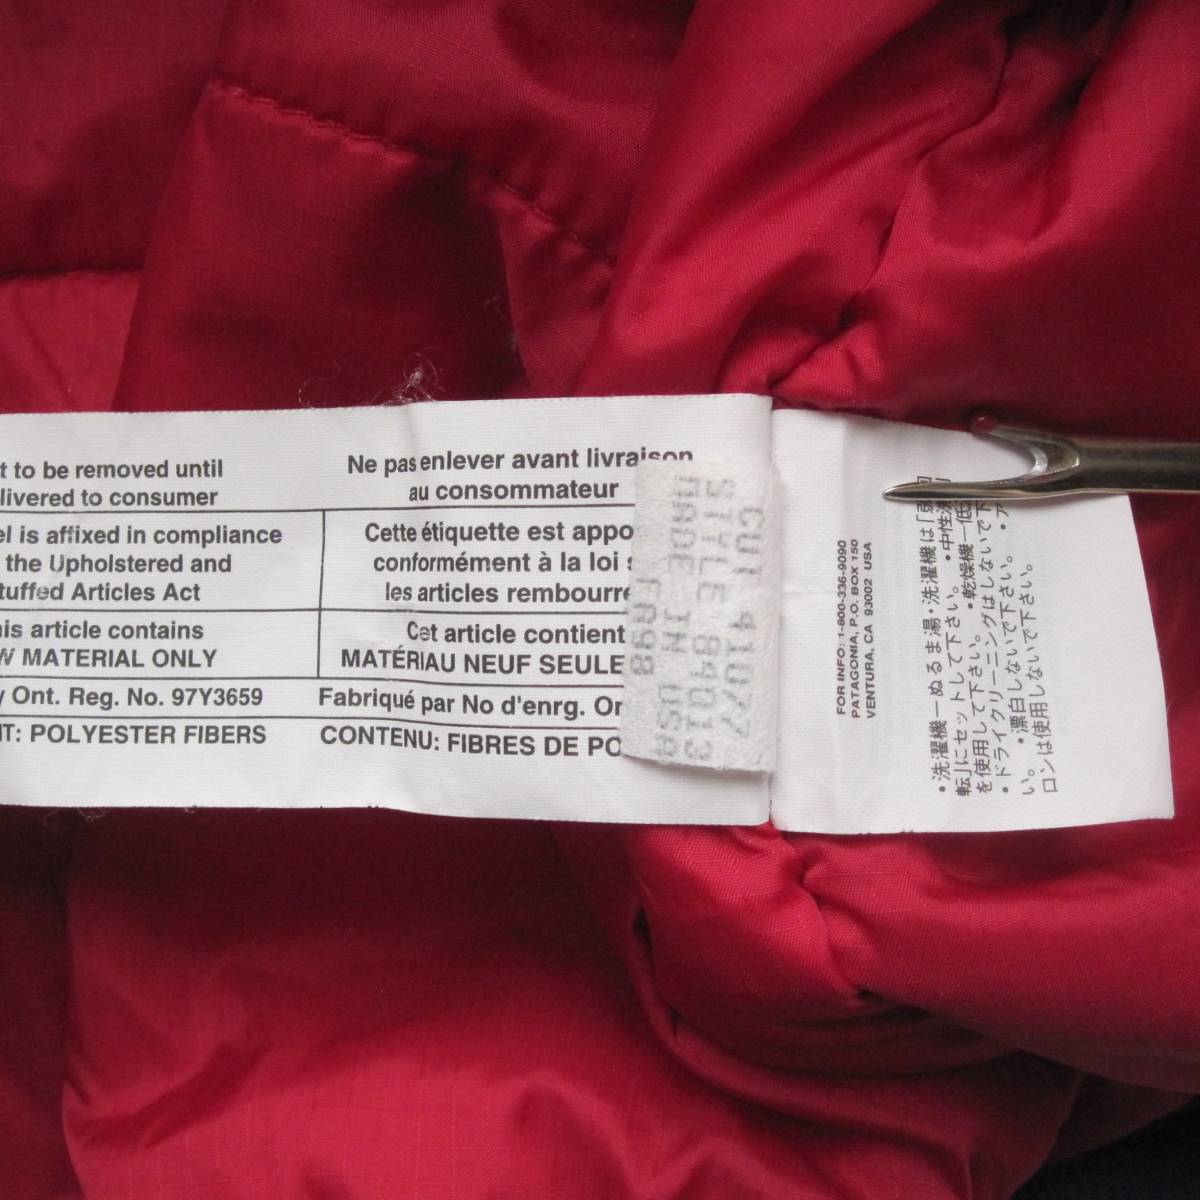 t to be removed until
livered to consumer
el is affixed in compliance
the Upholstered and
tuffed Articles Act
is article contains
W MATERIAL ONLY
y Ont. Reg. No. 97Y3659
T: POLYESTER FIBERS
Ne pas enlever avant livraison
au consommateur
Cette étiquette est appo
conformément à la loi s
les articles rembourré
Cet article contient
MATÉRIAU NEUF SEULE
Fabriqué par No d'enrg. On
CONTENU: FIBRES DE PO
CUT 41077
STYLE 84013
MADE IN USA
FA98
FOR INFO: 1-800-336-9090
PATAGONIA, P.O. BOX 150
VENTURA, CA 93002 USA
・洗濯機―ぬるま湯・洗濯機は「弱回
転」にセットして下さい。・中性洗
を使用して下さい。・乾燥機―低
・ドライクリーニングはしないで下
い。・漂白しないで下さい。・ア
ロンは使用しないで下さい。